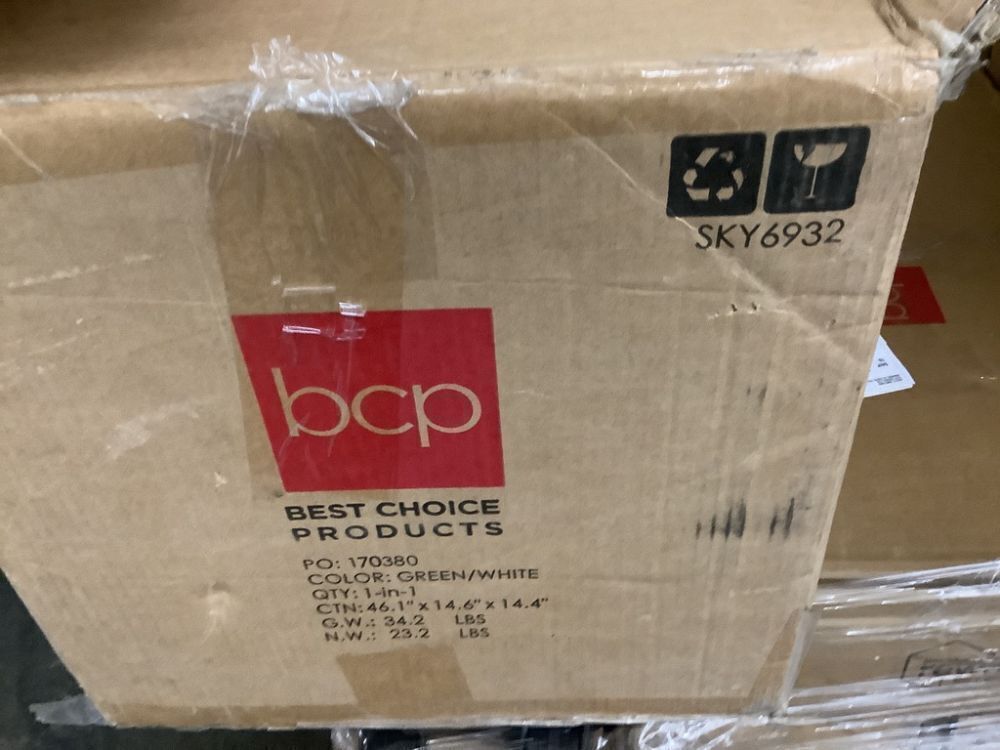 SKY6932
bcp
BEST CHOICE
PRODUCTS
PO: 170380
COLOR: GREEN/WHITE
QTY: 1-in-1
CTN: 46.1" x 14.6" x 14.4"
G.W.: 34.2 LBS
N.W.: 23.2 LBS